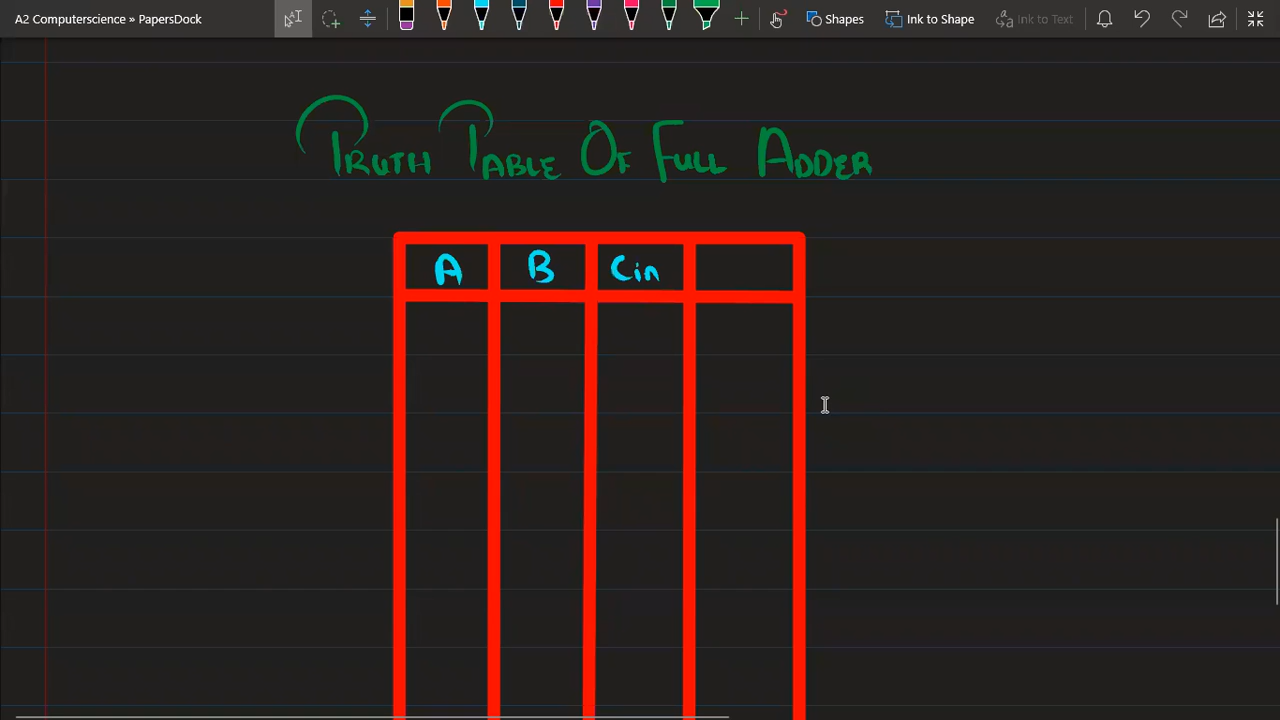 A2 Computerscience » PapersDock
Shapes
Ink to Shape
Ink to Text
TRUTH TABLE OF FULL ADDER
A B Cin